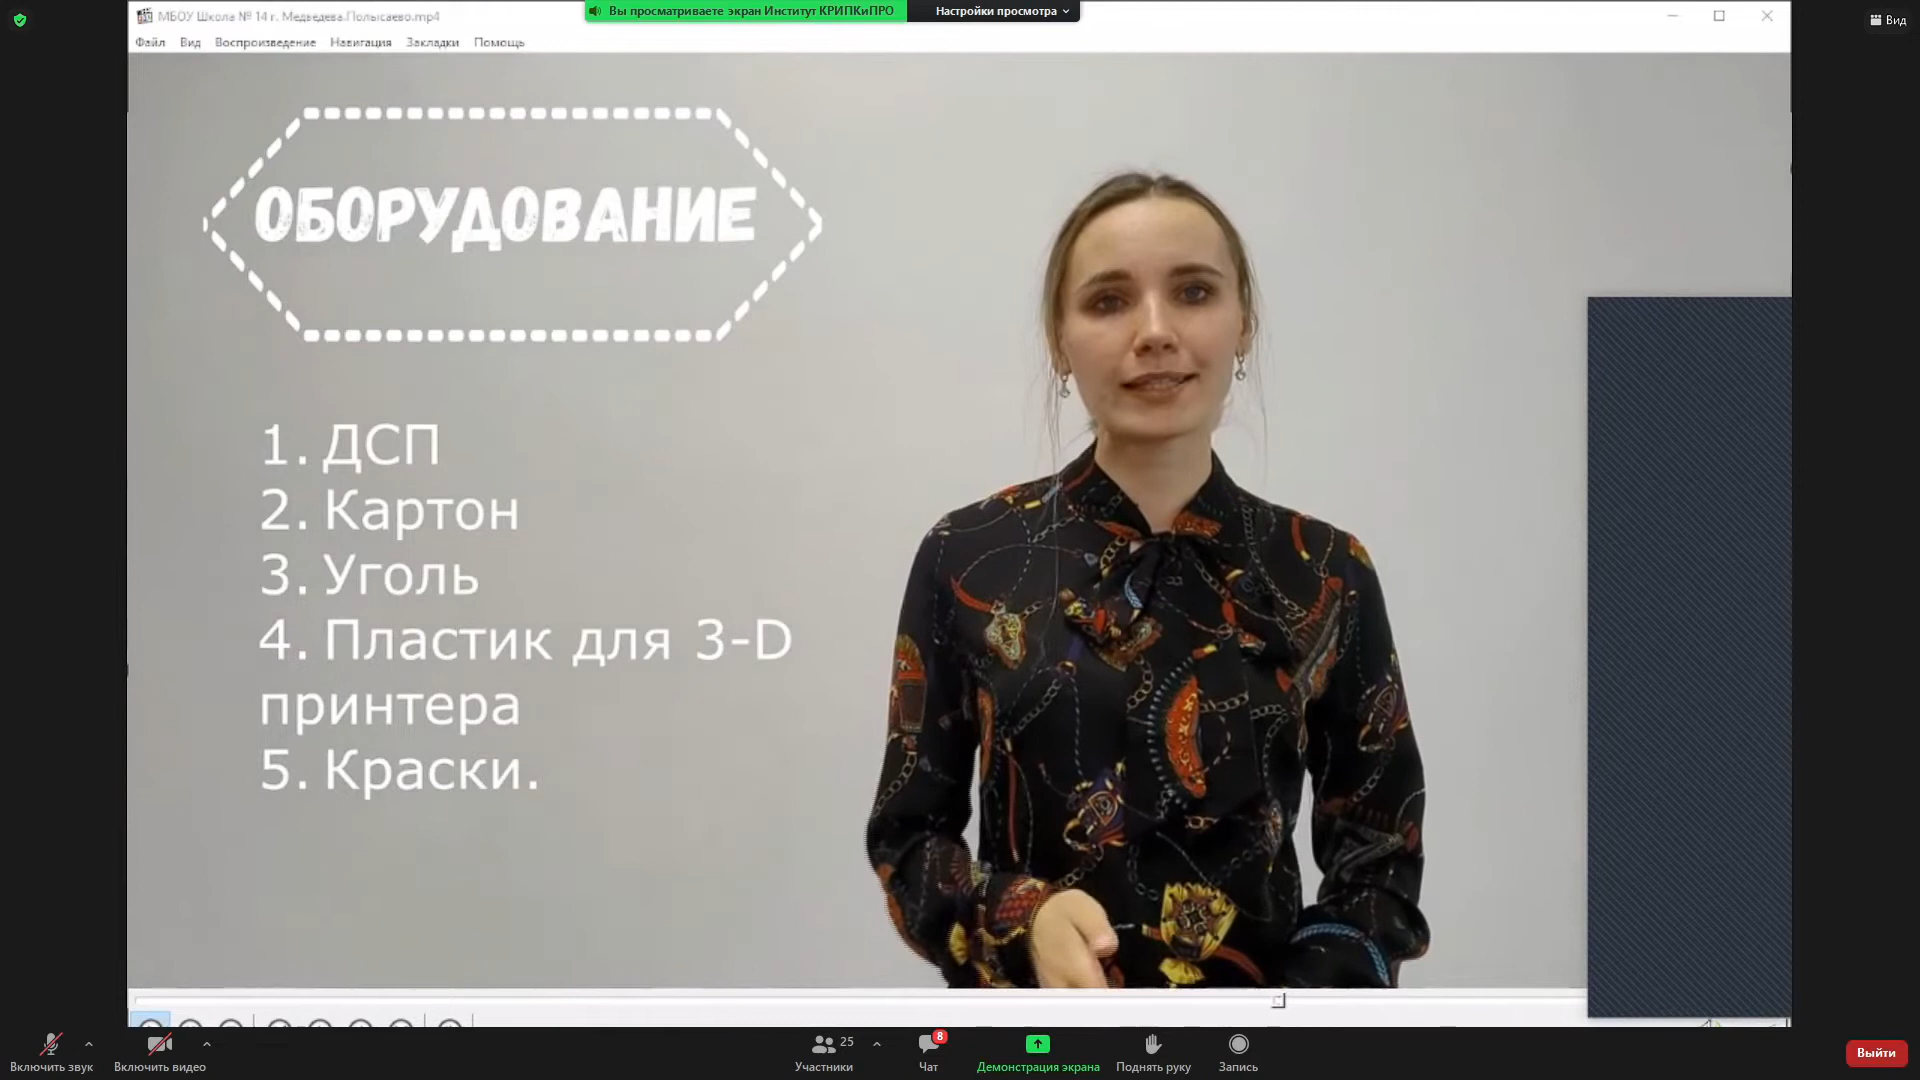 МБОУ Школа № 14 г. Медведева.Полысаево.mp4
Вы просматриваете экран Институт КРИПКиПРО
Настройки просмотра
Вид
Файл Вид Воспроизведение Навигация Закладки Помощь
ОБОРУДОВАНИЕ
1. ДСП
2. Картон
3. Уголь
4. Пластик для 3-D
принтера
5. Краски.
25
8
Включить звук
Включить видео
Участники
Чат
Демонстрация экрана
Поднять руку
Запись
Выйти